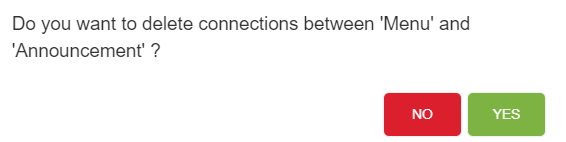 Do you want to delete connections between 'Menu' and
'Announcement' ?
NO YES